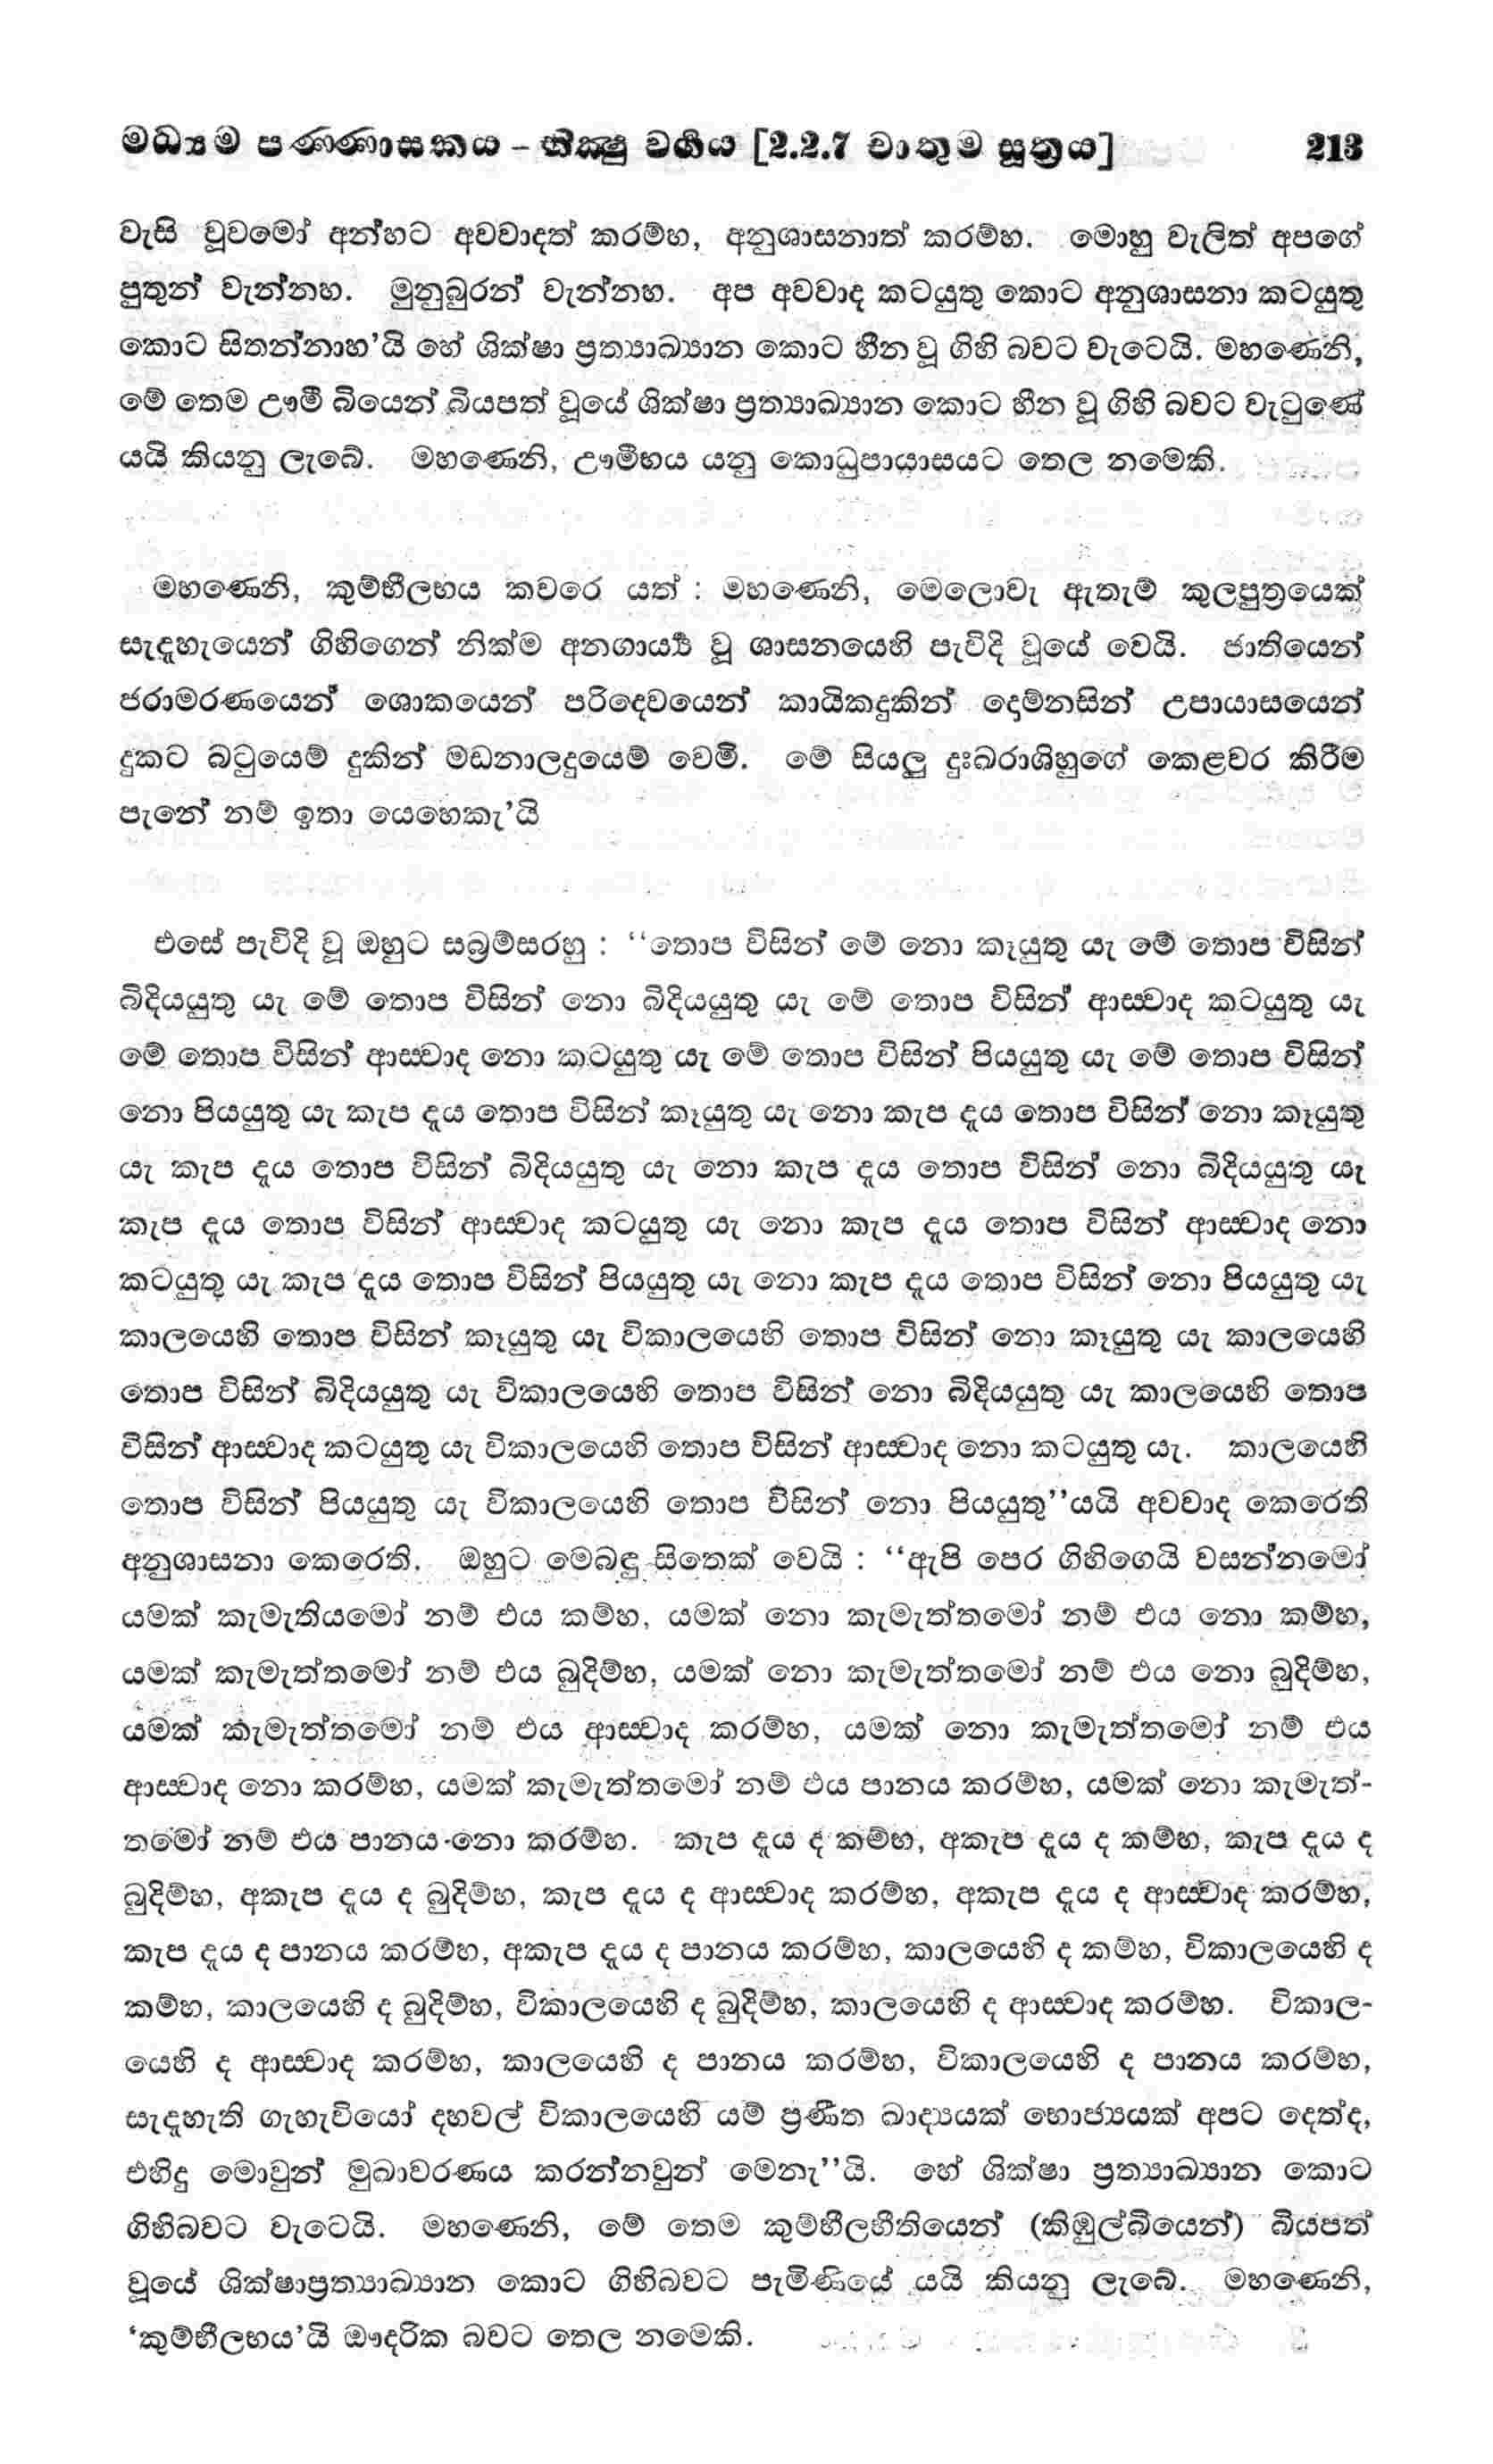 මධ්‍යම පණ්ණාසකය – භික්‍ෂු වර්‍ගය [2.2.7 චාතුම සූත්‍රය] 213
වැසි වූවමෝ අන්හට අවවාදත් කරම්හ, අනුශාසනාත් කරම්හ. මොහු වැලිත් අපගේ
පුතුන් වැන්නහ. මුනුබුරන් වැන්නහ. අප අවවාද කටයුතු කොට අනුශාසනා කටයුතු
කොට සිතන්නාහ’යි හේ ශික්ෂා ප්‍රත්‍යාඛ්‍යාන කොට හීන වූ ගිහි බවට වැටෙයි. මහණෙනි,
මේ තෙම ඌර්මි බියෙන් බියපත් වූයේ ශික්ෂා ප්‍රත්‍යාඛ්‍යාන කොට හීන වූ ගිහි බවට වැටුණේ
යයි කියනු ලැබේ. මහණෙනි, ඌර්මිභය යනු කොධුපායාසයට තෙල නමෙකි.
මහණෙනි, කුම්භීලභය කවරෙ යත් : මහණෙනි, මෙලොවැ ඇතැම් කුලපුත්‍රයෙක්
සැදැහැයෙන් ගිහිගෙන් නික්ම අනගාර්‍ය්‍ය වූ ශාසනයෙහි පැවිදි වූයේ වෙයි. ජාතියෙන්
ජරාමරණයෙන් ශොකයෙන් පරිදෙවයෙන් කායිකදුකින් දොම්නසින් උපායාසයෙන්
දුකට බටුයෙම් දුකින් මඩනාලදුයෙම් වෙමි. මේ සියලු දුඃඛරාශිහුගේ කෙළවර කිරීම
පැනේ නම් ඉතා යෙහෙකැ’යි
එසේ පැවිදි වූ ඔහුට සබ්‍රම්සරහු : ‘‘තොප විසින් මේ නො කෑයුතු යැ මේ තොප විසින්
බිදියයුතු යැ මේ තොප විසින් නො බිදියයුතු යැ මේ තොප විසින් ආස්වාද කටයුතු යැ
මේ තොප විසින් ආස්වාද නො කටයුතු යැ මේ තොප විසින් පියයුතු යැ මේ තොප විසින්
නො පියයුතු යැ කැප දැය තොප විසින් කෑයුතු යැ නො කැප දැය තොප විසින් නො කෑයුතු
යැ කැප දැය තොප විසින් බිදියයුතු යැ නො කැප දැය තොප විසින් නො බිදියයුතු යැ
කැප දැය තොප විසින් ආස්වාද කටයුතු යැ නො කැප දැය තොප විසින් ආස්වාද නො
කටයුතු යැ කැප දැය තොප විසින් පියයුතු යැ නො කැප දැය තොප විසින් නො පියයුතු යැ
කාලයෙහි තොප විසින් කෑයුතු යැ විකාලයෙහි තොප විසින් නො කෑයුතු යැ කාලයෙහි
තොප විසින් බිදියයුතු යැ විකාලයෙහි තොප විසින් නො බිදියයුතු යැ කාලයෙහි තොප
විසින් ආස්වාද කටයුතු යැ විකාලයෙහි තොප විසින් ආස්වාද නො කටයුතු යැ. කාලයෙහි
තොප විසින් පියයුතු යැ විකාලයෙහි තොප විසින් නො පියයුතු’’යයි අවවාද කෙරෙති
අනුශාසනා කෙරෙති. ඔහුට මෙබඳු සිතෙක් වෙයි : ‘‘ඇපි පෙර ගිහිගෙයි වසන්නමෝ
යමක් කැමැතියමෝ නම් එය කම්හ, යමක් නො කැමැත්තමෝ නම් එය නො කම්හ,
යමක් කැමැත්තමෝ නම් එය බුදිම්හ, යමක් නො කැමැත්තමෝ නම් එය නො බුදිම්හ,
යමක් කැමැත්තමෝ නම් එය ආස්වාද කරම්හ, යමක් නො කැමැත්තමෝ නම් එය
ආස්වාද නො කරම්හ, යමක් කැමැත්තමෝ නම් එය පානය කරම්හ, යමක් නො කැමැත්-
තමෝ නම් එය පානය නො කරම්හ. කැප දැය ද කම්හ, අකැප දැය ද කම්හ, කැප දැය ද
බුදිම්හ, අකැප දැය ද බුදිම්හ, කැප දැය ද ආස්වාද කරම්හ, අකැප දැය ද ආස්වාද කරම්හ,
කැප දැය ද පානය කරම්හ, අකැප දැය ද පානය කරම්හ, කාලයෙහි ද කම්හ, විකාලයෙහි ද
කම්හ, කාලයෙහි ද බුදිම්හ, විකාලයෙහි ද බුදිම්හ, කාලයෙහි ද ආස්වාද කරම්හ. විකාල-
යෙහි ද ආස්වාද කරම්හ, කාලයෙහි ද පානය කරම්හ, විකාලයෙහි ද පානය කරම්හ,
සැදැහැති ගැහැවියෝ දහවල් විකාලයෙහි යම් ප්‍රණීත ඛාද්‍යයක් භොජ්‍යයක් අපට දෙත්ද,
එහිදු මොවුන් මුඛාවරණය කරන්නවුන් මෙනැ’’යි. හේ ශික්ෂා ප්‍රත්‍යාඛ්‍යාන කොට
ගිහිබවට වැටෙයි. මහණෙනි, මේ තෙම කුම්භීලභීතියෙන් (කිඹුල්බියෙන්) බියපත්
වූයේ ශික්ෂාප්‍රත්‍යාඛ්‍යාන කොට ගිහිබවට පැමිණියේ යයි කියනු ලැබේ. මහණෙනි,
‘කුම්භීලභය’යි ඖදරික බවට තෙල නමෙකි.